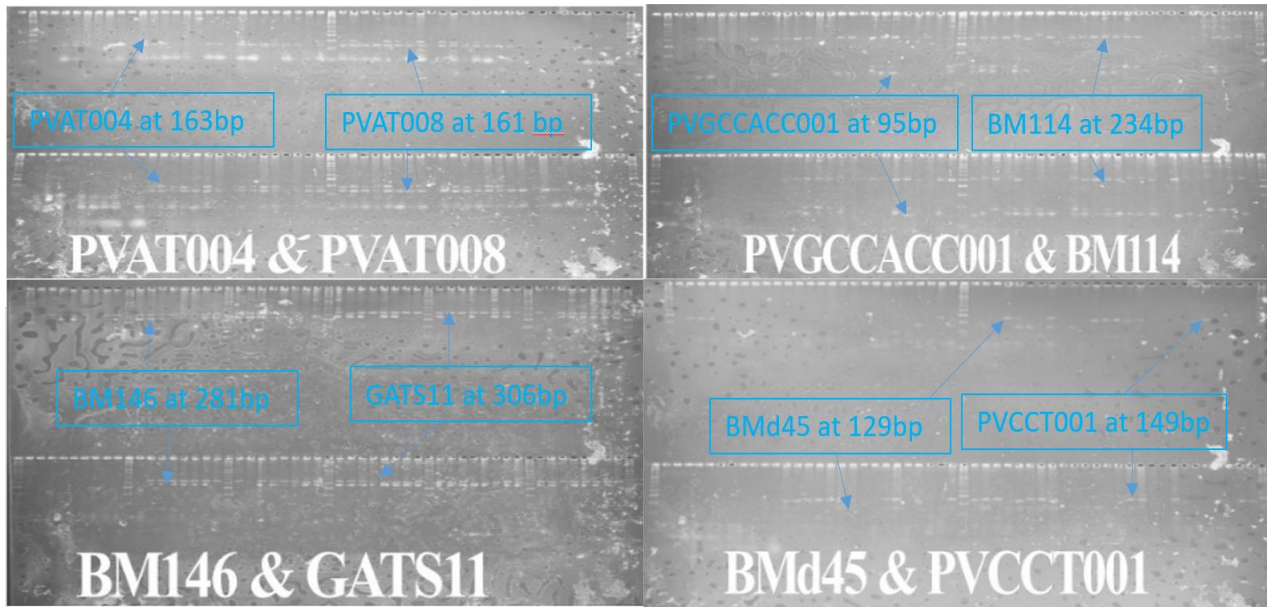 PVAT004 at 163bp
PVAT008 at 161 bp
PVAT004 & PVAT008
PVGCCACC001 at 95bp
BM114 at 234bp
PVGCCACC001 & BM114
BM146 at 281bp
GATS11 at 306bp
BM146 & GATS11
BMd45 at 129bp
PVCCT001 at 149bp
BMd45 & PVCCT001